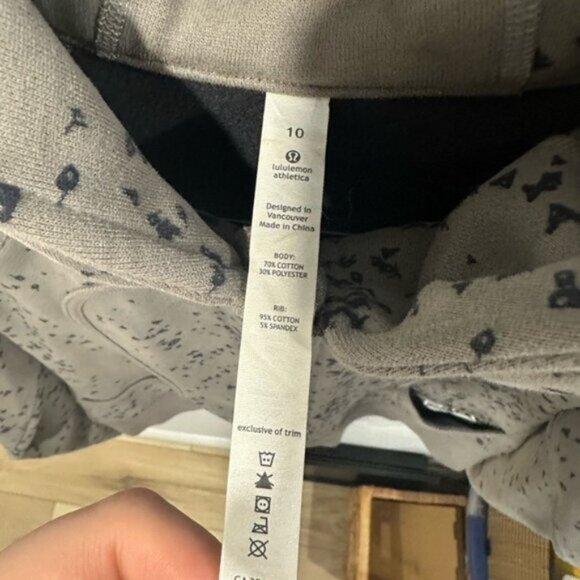 10
lululemon
athletica
Designed in
Vancouver
Made in China
BODY:
70% COTTON
30% POLYESTER
RIB:
95% COTTON
5% SPANDEX
exclusive of trim